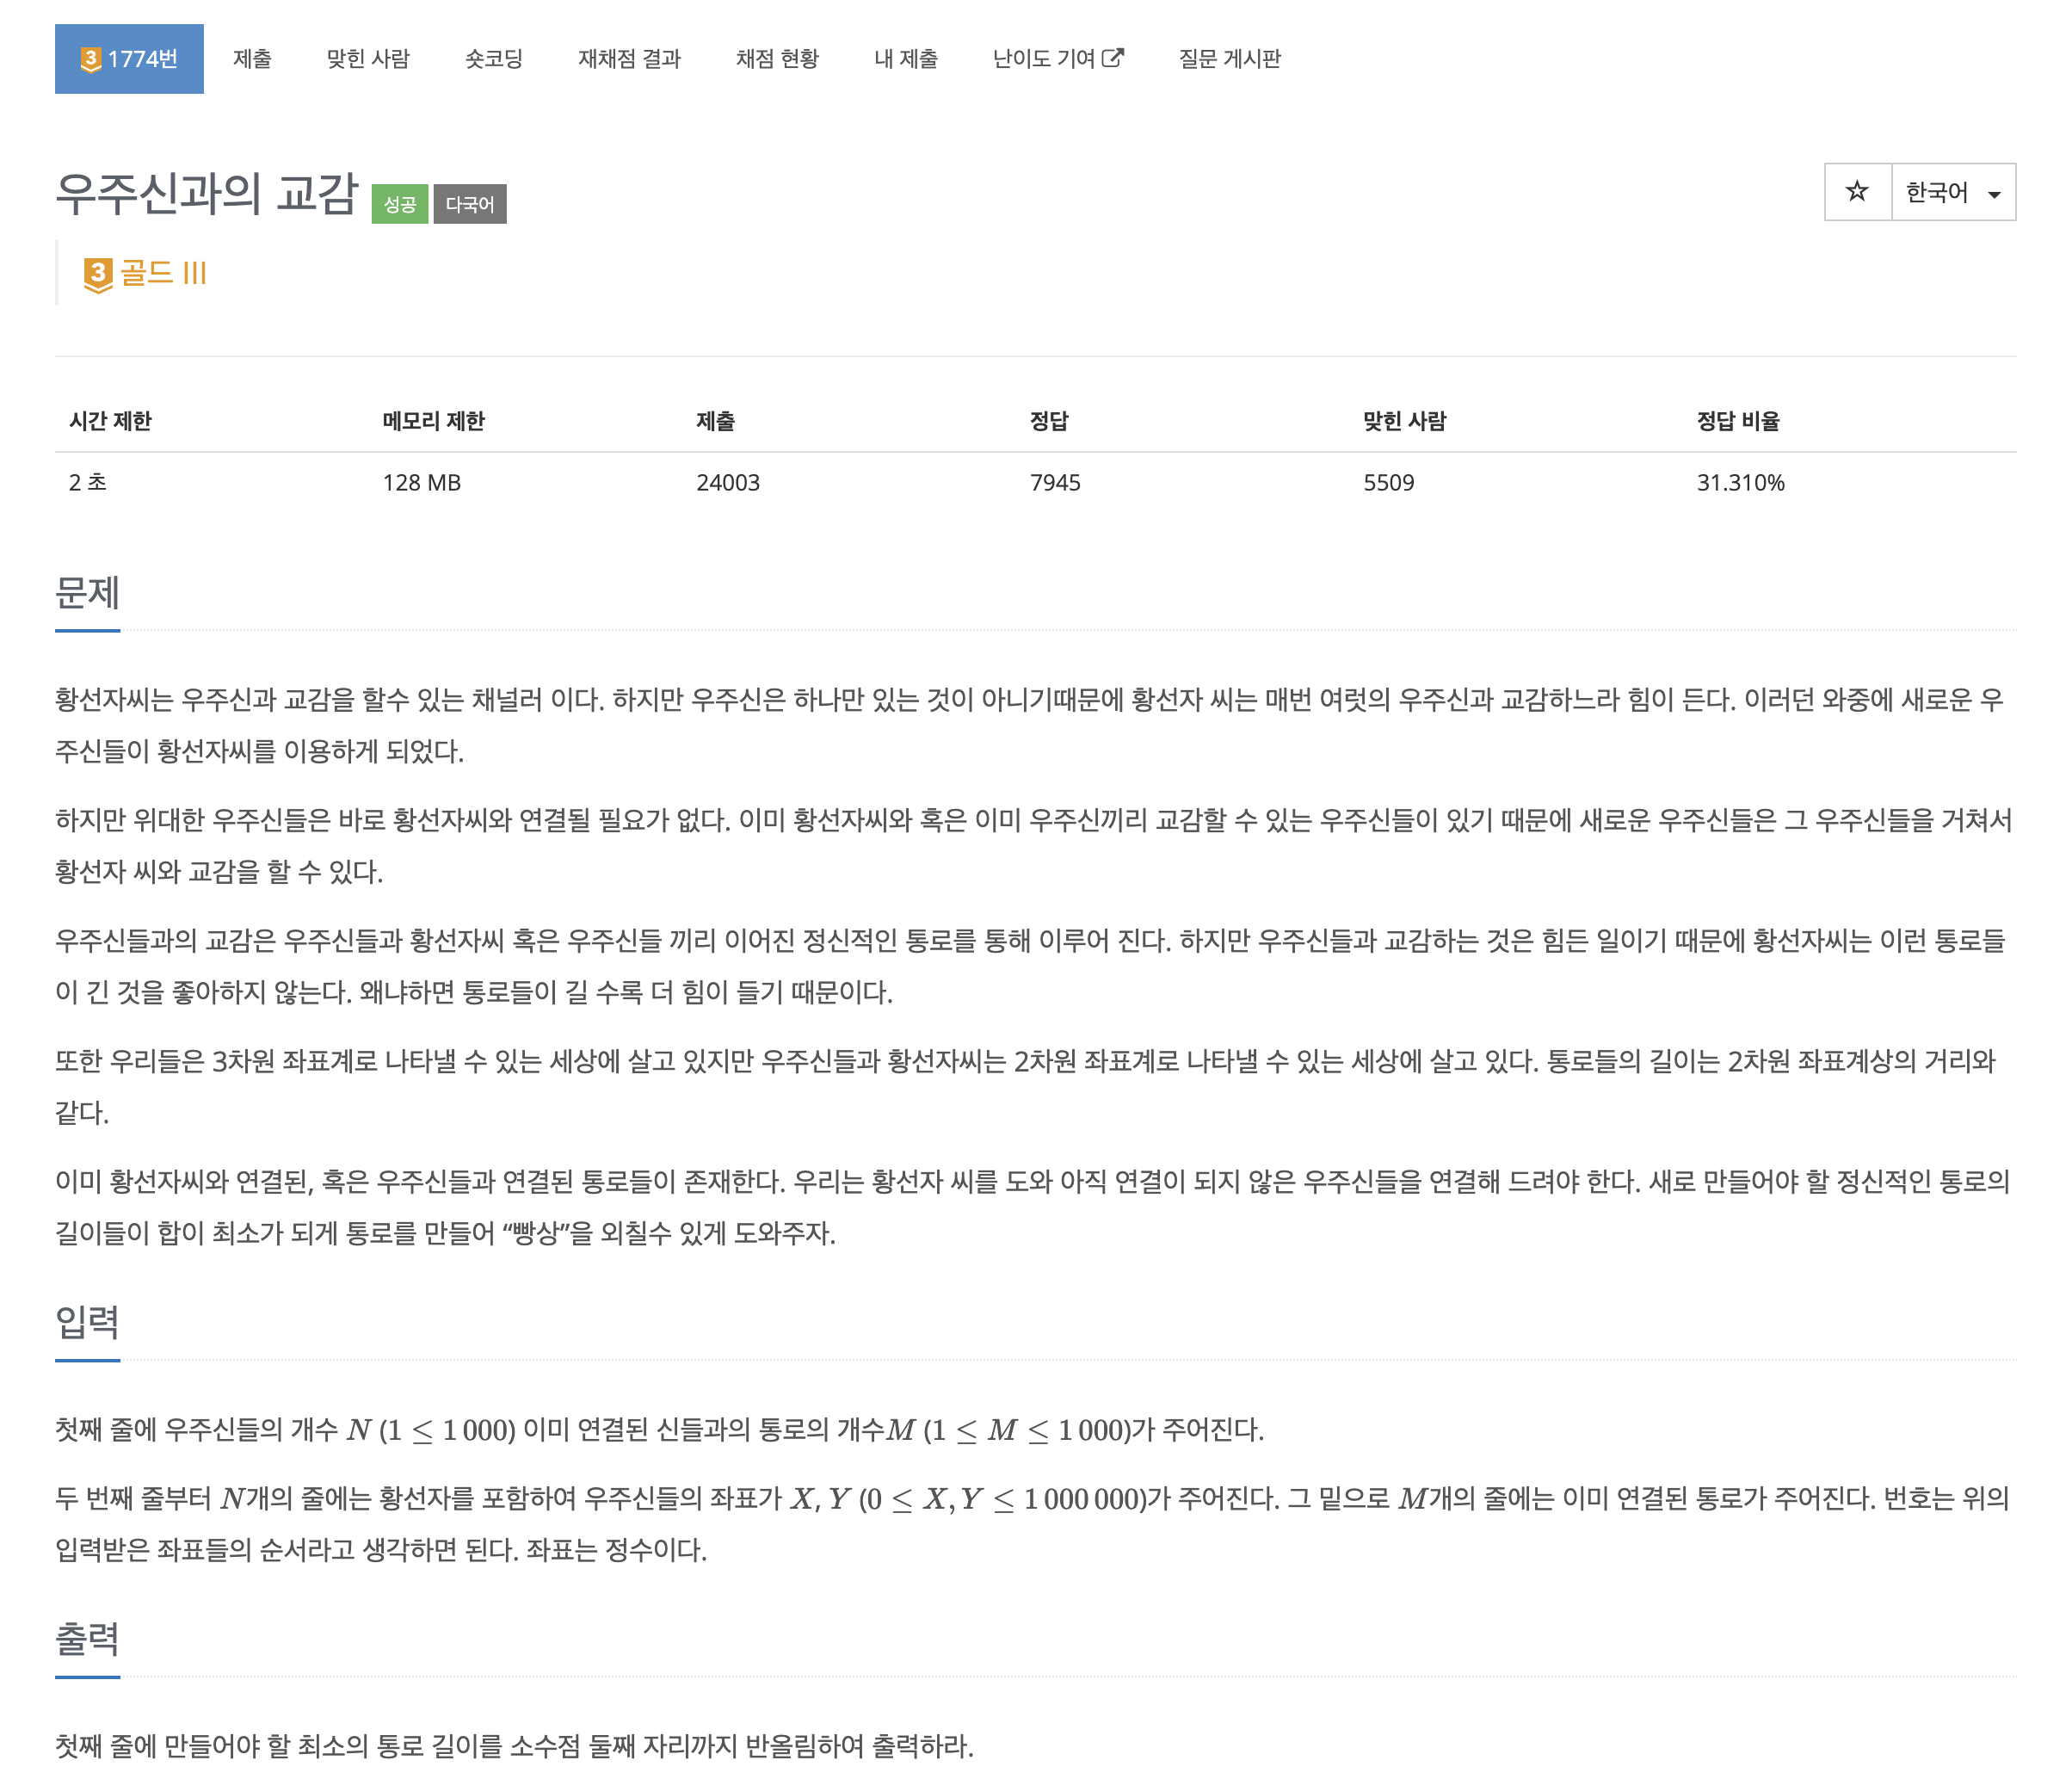 3 1774번 제출 맞힌 사람 숏코딩 재채점 결과 채점 현황 내 제출 난이도 기여 질문 게시판
우주신과의 교감 성공 다국어 ☆ 한국어
3 골드 III
시간 제한 메모리 제한 제출 정답 맞힌 사람 정답 비율
2 초 128 MB 24003 7945 5509 31.310%
문제
황선자씨는 우주신과 교감을 할수 있는 채널러 이다. 하지만 우주신은 하나만 있는 것이 아니기때문에 황선자 씨는 매번 여럿의 우주신과 교감하느라 힘이 든다. 이러던 와중에 새로운 우
주신들이 황선자씨를 이용하게 되었다.
하지만 위대한 우주신들은 바로 황선자씨와 연결될 필요가 없다. 이미 황선자씨와 혹은 이미 우주신끼리 교감할 수 있는 우주신들이 있기 때문에 새로운 우주신들은 그 우주신들을 거쳐서
황선자 씨와 교감을 할 수 있다.
우주신들과의 교감은 우주신들과 황선자씨 혹은 우주신들 끼리 이어진 정신적인 통로를 통해 이루어 진다. 하지만 우주신들과 교감하는 것은 힘든 일이기 때문에 황선자씨는 이런 통로들
이 긴 것을 좋아하지 않는다. 왜냐하면 통로들이 길 수록 더 힘이 들기 때문이다.
또한 우리들은 3차원 좌표계로 나타낼 수 있는 세상에 살고 있지만 우주신들과 황선자씨는 2차원 좌표계로 나타낼 수 있는 세상에 살고 있다. 통로들의 길이는 2차원 좌표계상의 거리와
같다.
이미 황선자씨와 연결된, 혹은 우주신들과 연결된 통로들이 존재한다. 우리는 황선자 씨를 도와 아직 연결이 되지 않은 우주신들을 연결해 드려야 한다. 새로 만들어야 할 정신적인 통로의
길이들이 합이 최소가 되게 통로를 만들어 “빵상”을 외칠수 있게 도와주자.
입력
첫째 줄에 우주신들의 개수 N (1 ≤ 1 000) 이미 연결된 신들과의 통로의 개수M (1 ≤ M ≤ 1 000)가 주어진다.
두 번째 줄부터 N개의 줄에는 황선자를 포함하여 우주신들의 좌표가 X, Y (0 ≤ X, Y ≤ 1 000 000)가 주어진다. 그 밑으로 M개의 줄에는 이미 연결된 통로가 주어진다. 번호는 위의
입력받은 좌표들의 순서라고 생각하면 된다. 좌표는 정수이다.
출력
첫째 줄에 만들어야 할 최소의 통로 길이를 소수점 둘째 자리까지 반올림하여 출력하라.